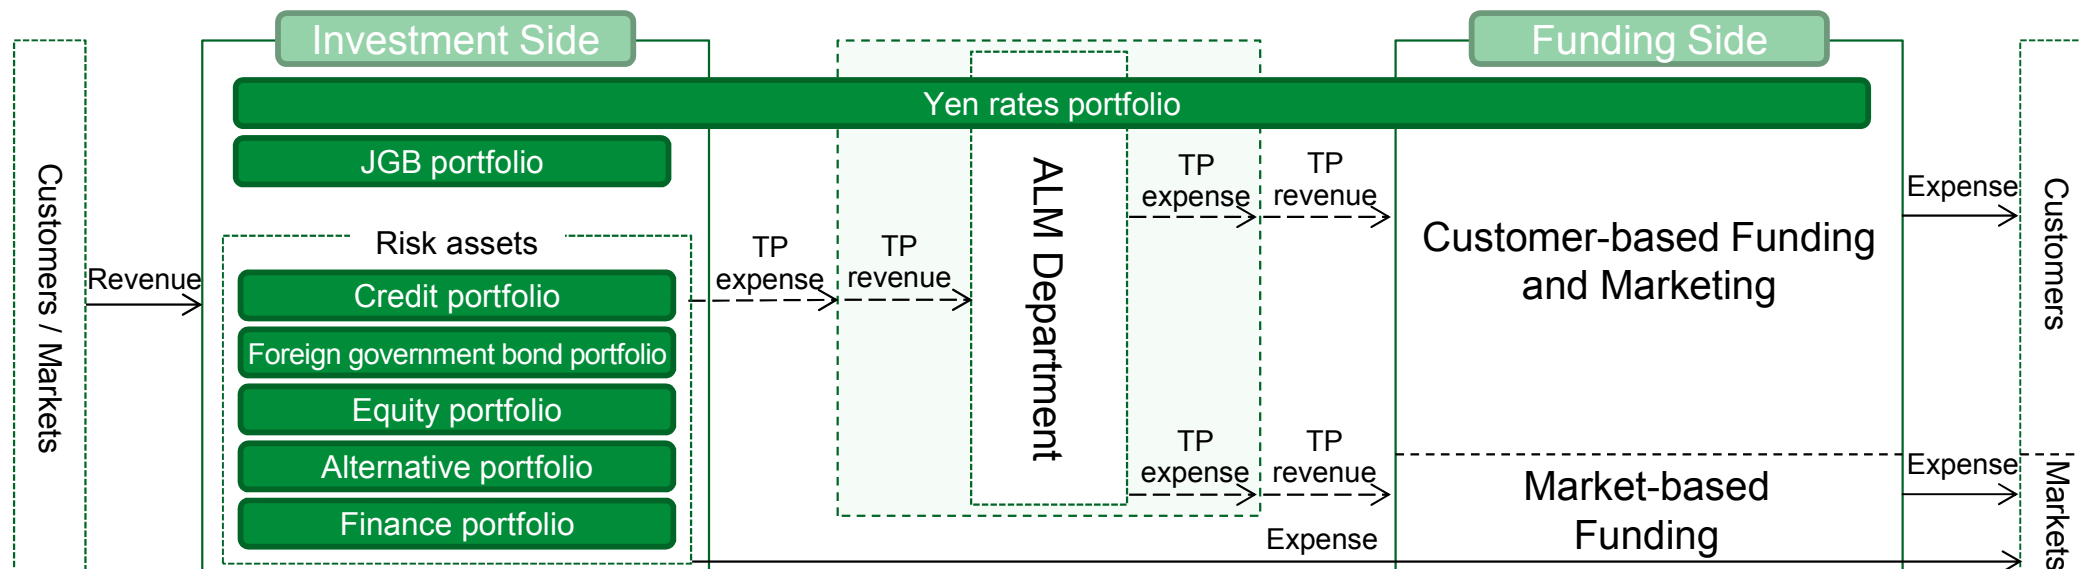 Investment Side
Funding Side
Yen rates portfolio
JGB portfolio
Risk assets
Credit portfolio
Foreign government bond portfolio
Equity portfolio
Alternative portfolio
Finance portfolio
Customers / Markets
Revenue
TP
expense
TP
revenue
ALM Department
TP
expense
TP
revenue
TP
expense
TP
revenue
Customer-based Funding
and Marketing
Market-based
Funding
Expense
Expense
Expense
Customers
Markets